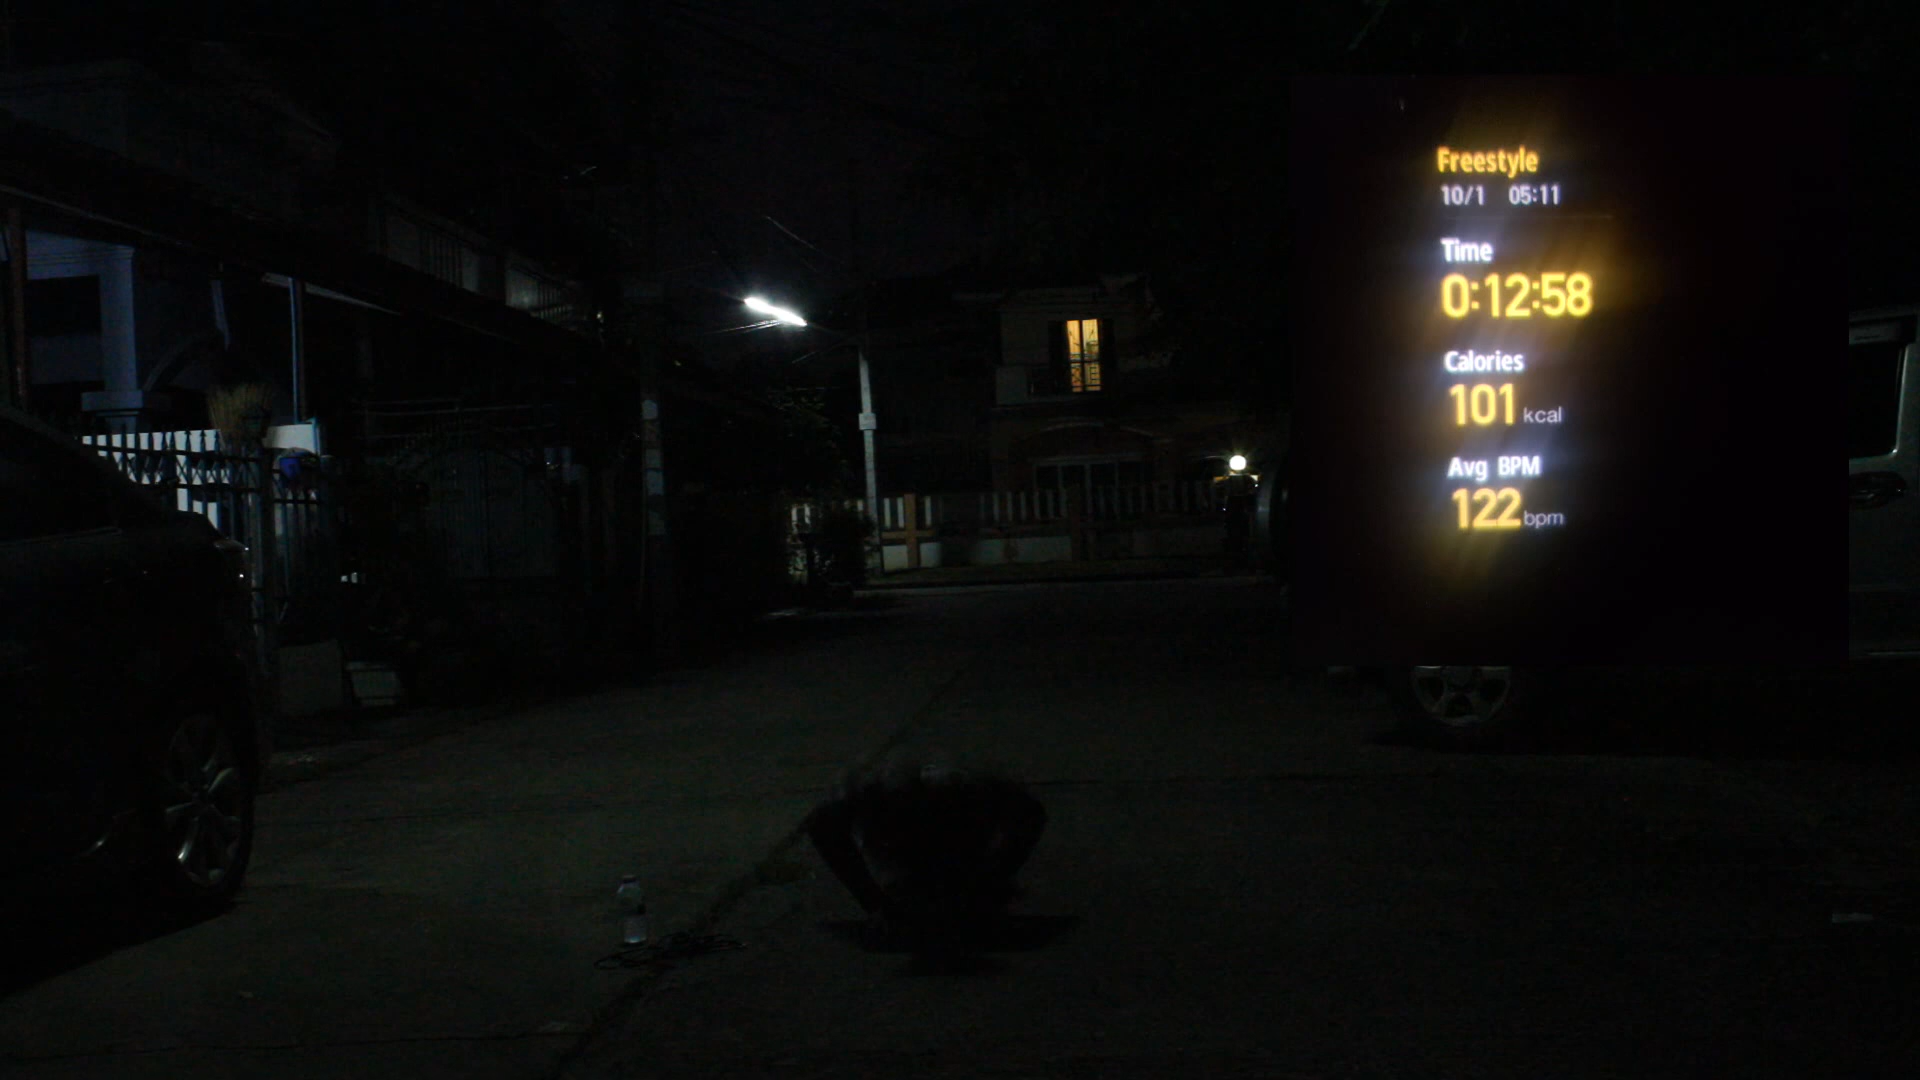 Freestyle
10/1 05:11
Time
0:12:58
Calories
101 kcal
Avg BPM
122 bpm